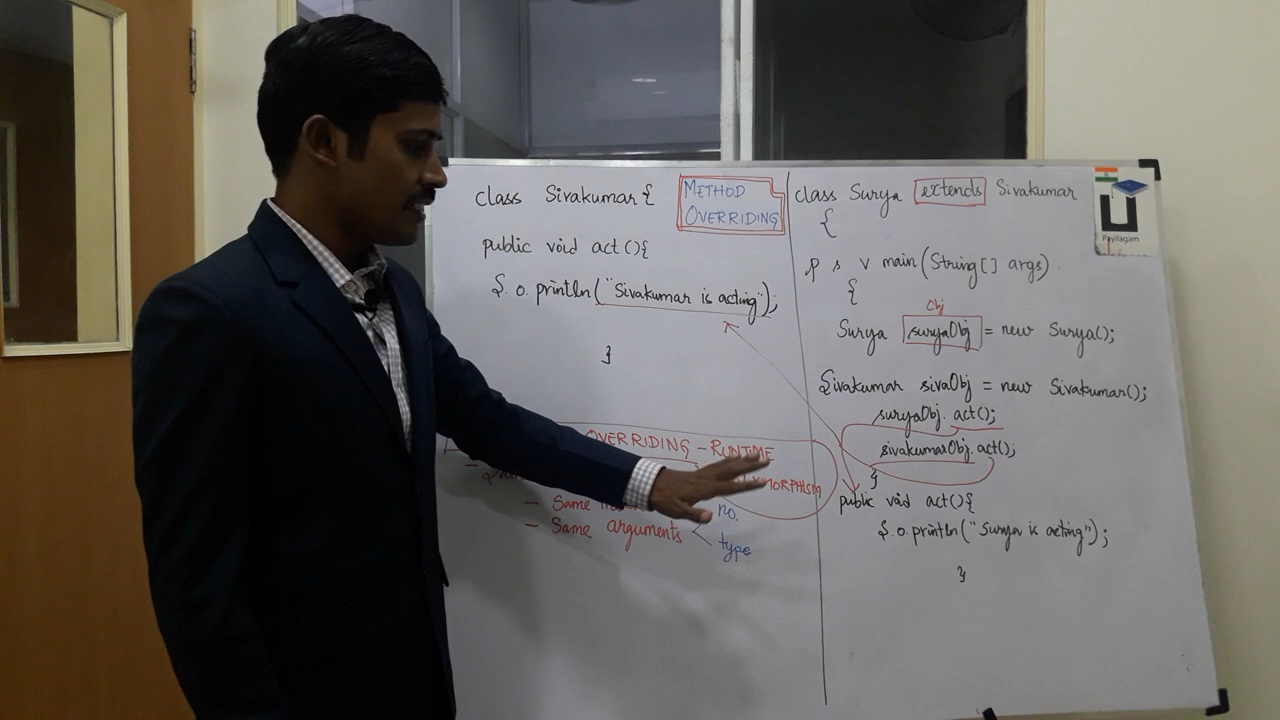 class Sivakumar {
METHOD
OVERRIDING
public void act (){
S. o. println ("Sivakumar is acting");
}
OVERRIDING - RUNTIME
- Same
- Same arguments
no.
type
class Surya extends Sivakumar
{
p s v main (String [] args)
{
Obj
Surya suryaObj = new Surya();
Sivakumar sivaObj = new Sivakumar();
suryaObj. act();
sivakumarObj. act();
}
public void act(){
S. o. println ("Surya is acting");
}
Payilagam